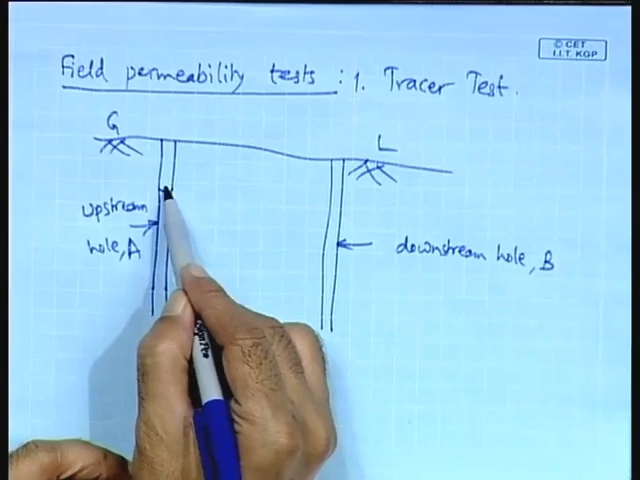 © CET
I.I.T. KGP
Field permeability tests : 1. Tracer Test.
G L
upstream
hole, A
downstream hole, B